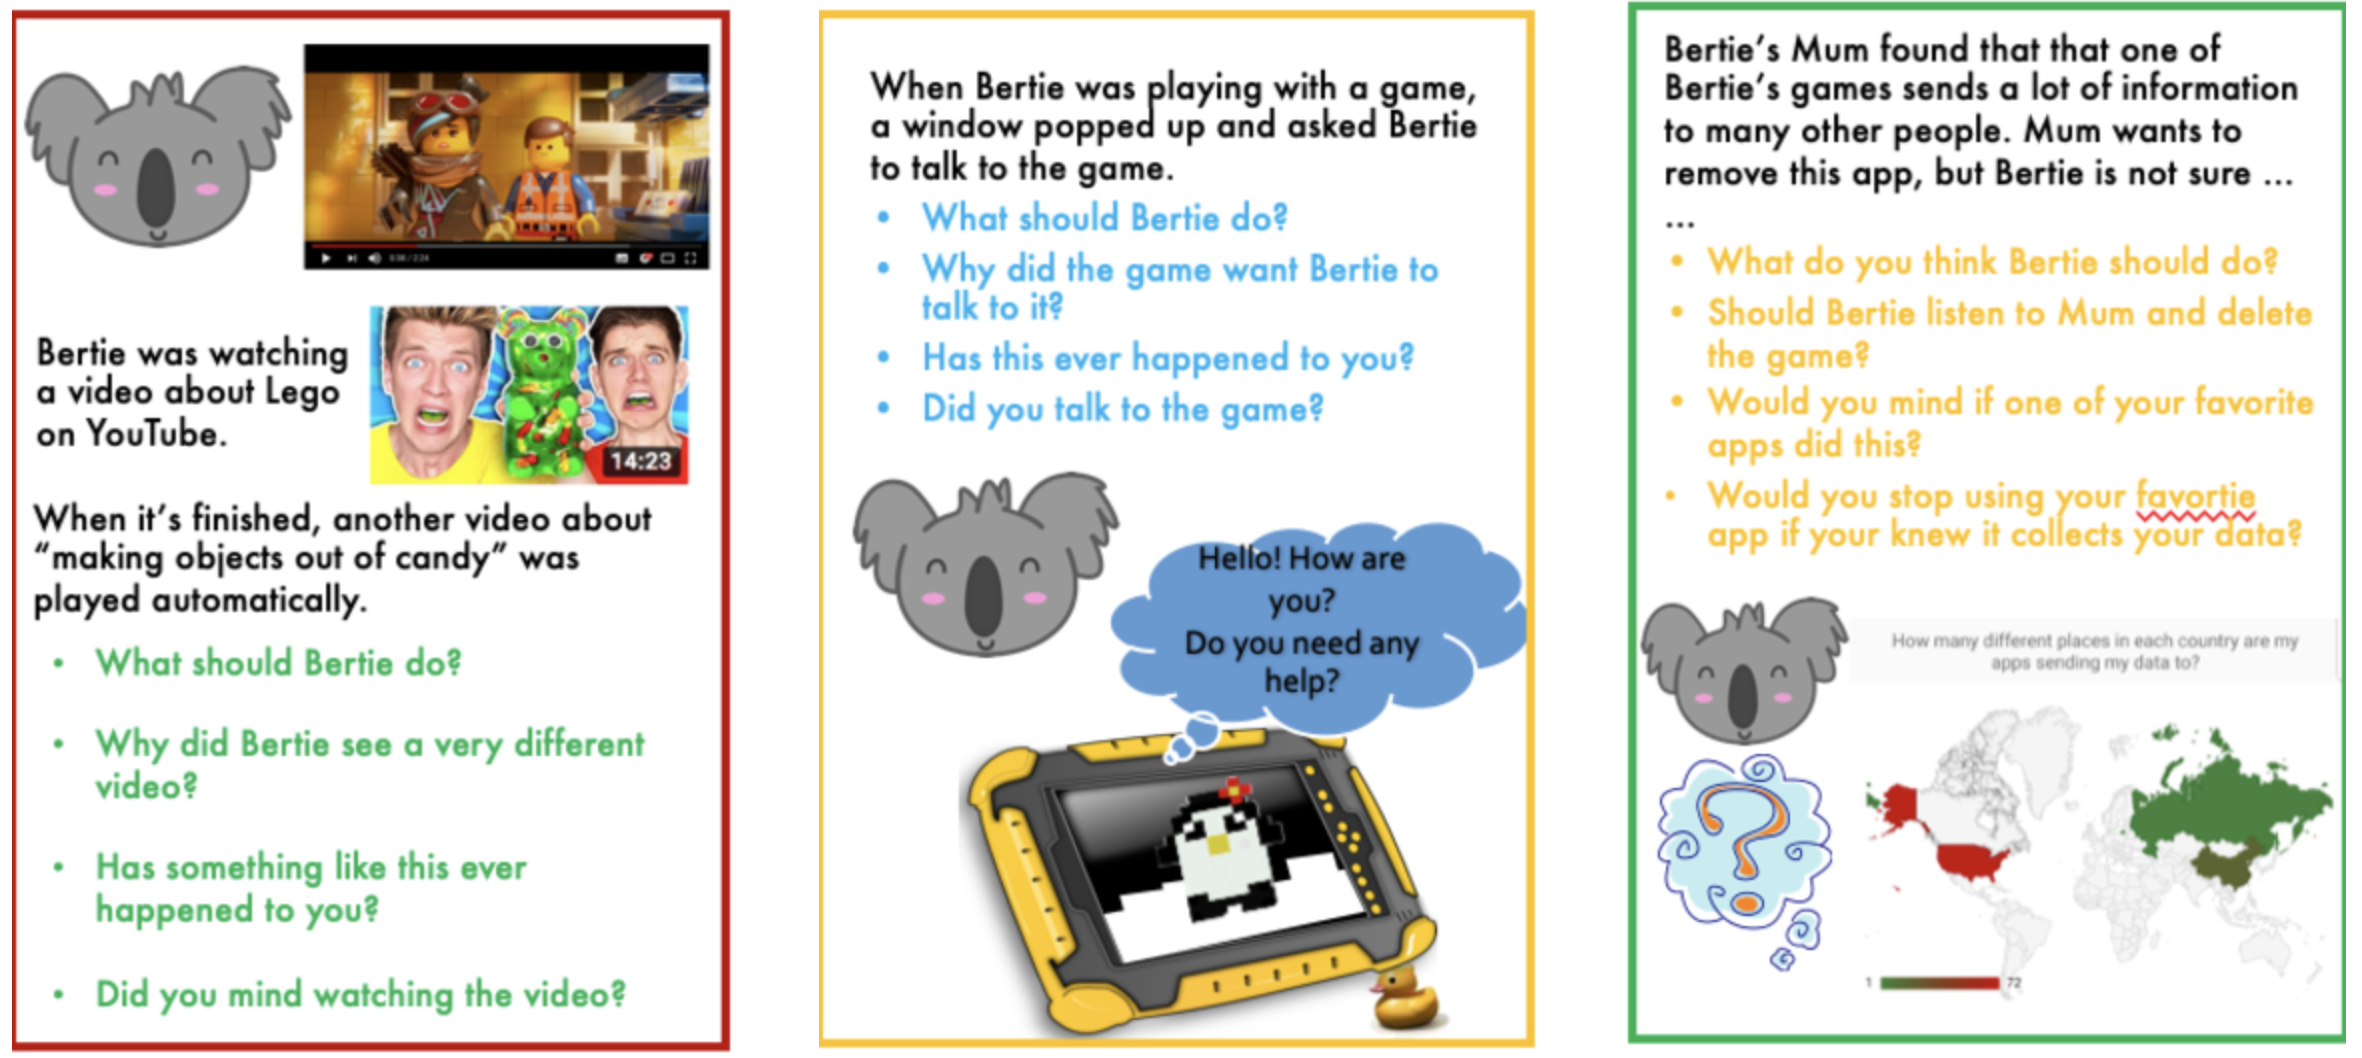 Bertie was watching
a video about Lego
on YouTube.
14:23
When it's finished, another video about
“making objects out of candy” was
played automatically.
• What should Bertie do?
• Why did Bertie see a very different
video?
• Has something like this ever
happened to you?
• Did you mind watching the video?
When Bertie was playing with a game,
a window popped up and asked Bertie
to talk to the game.
• What should Bertie do?
• Why did the game want Bertie to
talk to it?
• Has this ever happened to you?
• Did you talk to the game?
Hello! How are
you?
Do you need any
help?
Bertie's Mum found that that one of
Bertie's games sends a lot of information
to many other people. Mum wants to
remove this app, but Bertie is not sure ...
...
• What do you think Bertie should do?
• Should Bertie listen to Mum and delete
the game?
• Would you mind if one of your favorite
apps did this?
• Would you stop using your favortie
app if your knew it collects your data?
How many different places in each country are my
apps sending my data to?
1
72